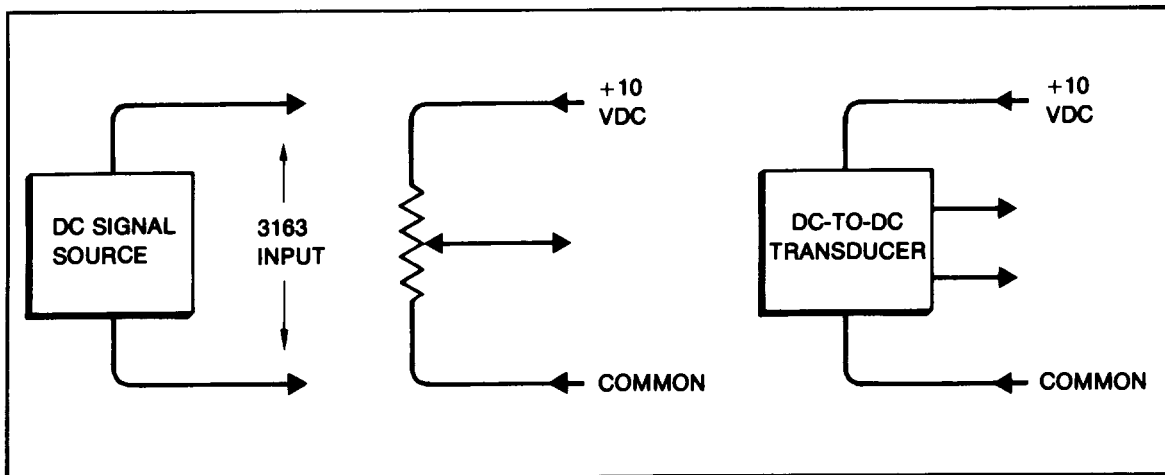 DC SIGNAL
SOURCE
3163
INPUT
+10
VDC
COMMON
+10
VDC
DC-TO-DC
TRANSDUCER
COMMON